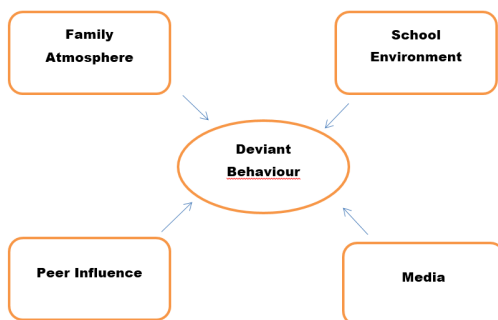 Family
Atmosphere
School
Environment
Deviant
Behaviour
Peer Influence
Media